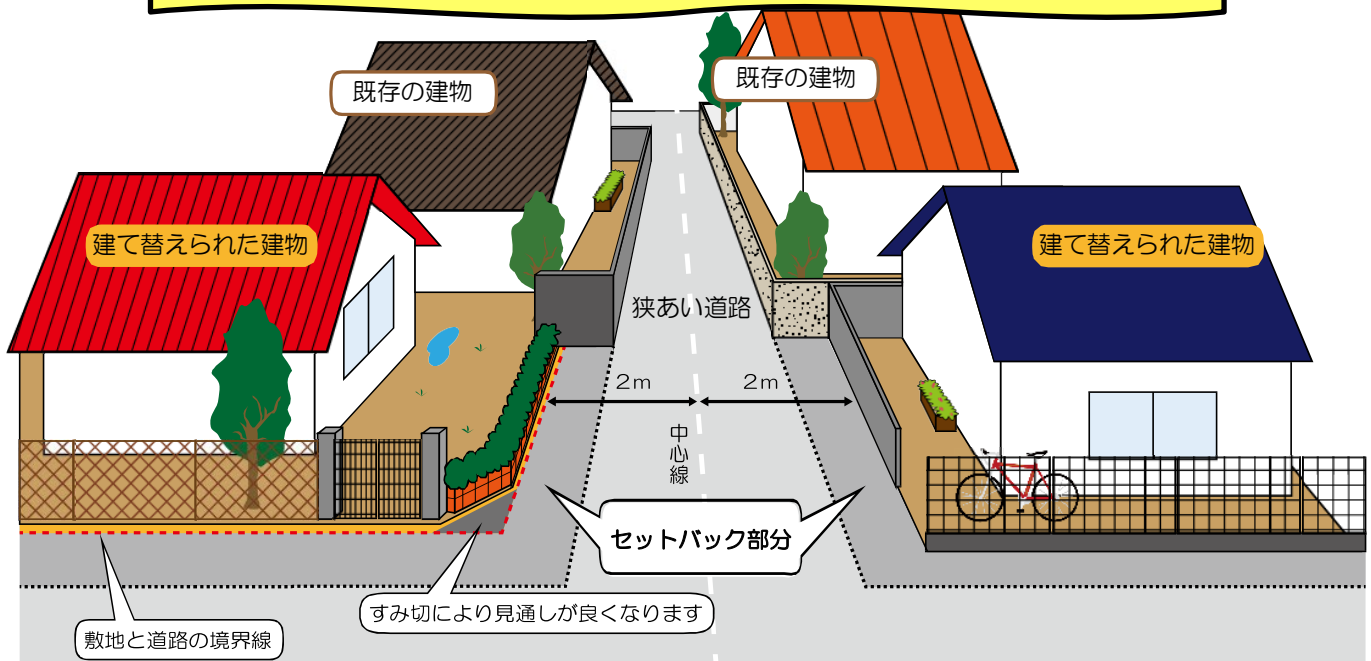 既存の建物
既存の建物
建て替えられた建物
建て替えられた建物
狭あい道路
2m
2m
中心線
セットバック部分
すみ切により見通しが良くなります
敷地と道路の境界線